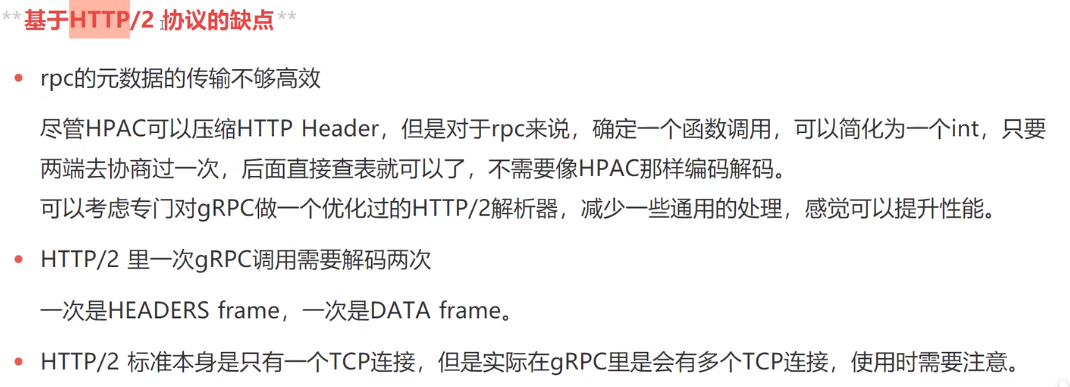 **基于HTTP/2 协议的缺点**
rpc的元数据的传输不够高效
尽管HPAC可以压缩HTTP Header，但是对于rpc来说，确定一个函数调用，可以简化为一个int，只要
两端去协商过一次，后面直接查表就可以了，不需要像HPAC那样编码解码。
可以考虑专门对gRPC做一个优化过的HTTP/2解析器，减少一些通用的处理，感觉可以提升性能。
HTTP/2 里一次gRPC调用需要解码两次
一次是HEADERS frame，一次是DATA frame。
HTTP/2 标准本身是只有一个TCP连接，但是实际在gRPC里是会有多个TCP连接，使用时需要注意。